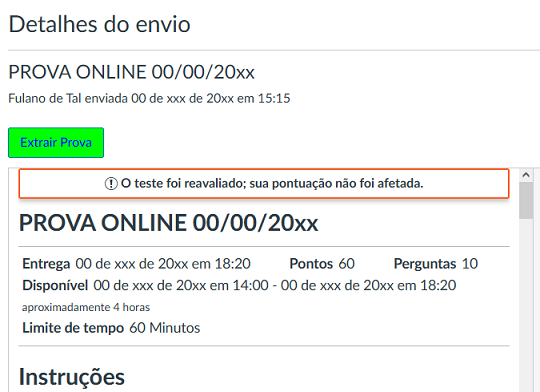 Detalhes do envio
PROVA ONLINE 00/00/20xx
Fulano de Tal enviada 00 de xxx de 20xx em 15:15
Extrair Prova
O teste foi reavaliado; sua pontuação não foi afetada.
PROVA ONLINE 00/00/20xx
Entrega 00 de xxx de 20xx em 18:20 Pontos 60 Perguntas 10
Disponível 00 de xxx de 20xx em 14:00 - 00 de xxx de 20xx em 18:20
aproximadamente 4 horas
Limite de tempo 60 Minutos
Instruções